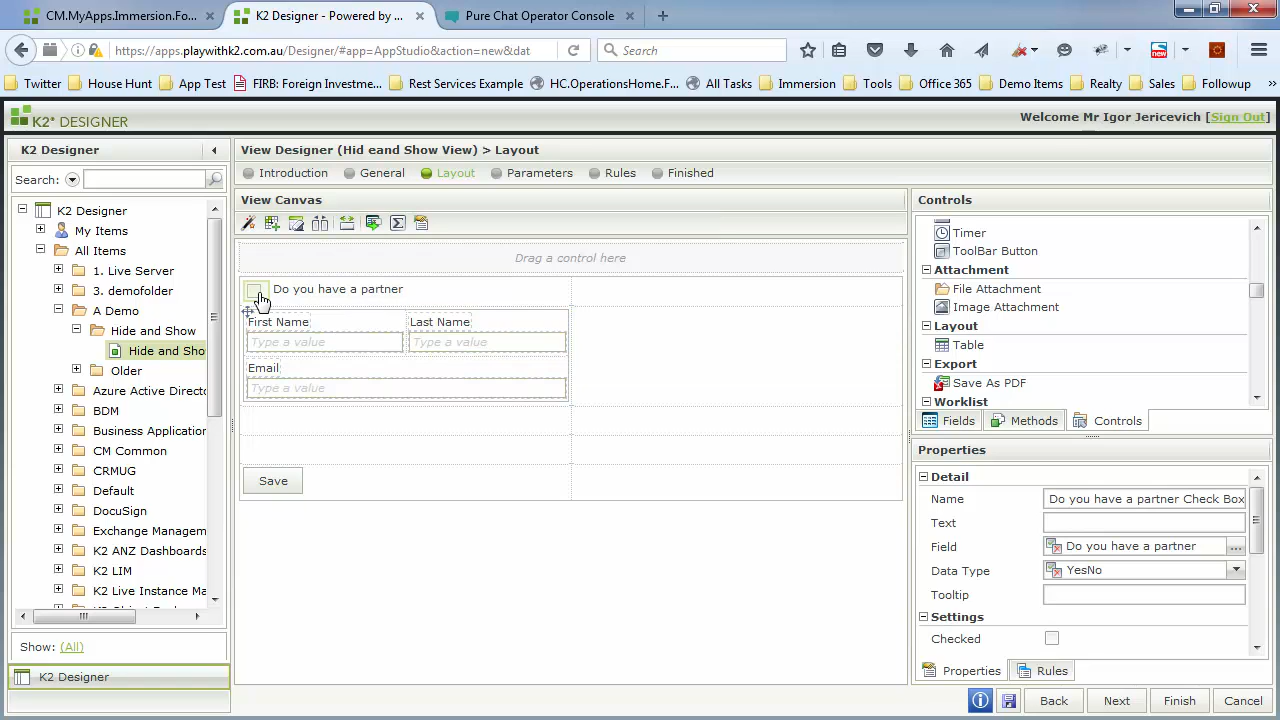 CM.MyApps.Immersion.Fo... × K2 Designer - Powered by ... × Pure Chat Operator Console ×
https://apps.playwithk2.com.au/Designer/#app=AppStudio&action=new&dat Search
Twitter House Hunt App Test FIRB: Foreign Investme... Rest Services Example HC.OperationsHome.F... All Tasks Immersion Tools Office 365 Demo Items Realty Sales Followup »
K2* DESIGNER Welcome Mr Igor Jericevich [Sign Out]
K2 Designer
Search:
K2 Designer
My Items
All Items
1. Live Server
3. demofolder
A Demo
Hide and Show
Hide and Sho
Older
Azure Active Direct
BDM
Business Application
CM Common
CRMUG
Default
DocuSign
Exchange Managem
K2 ANZ Dashboards
K2 LIM
K2 Live Instance Ma
Show: (All)
K2 Designer
View Designer (Hid eand Show View) > Layout
Introduction General Layout Parameters Rules Finished
View Canvas
Drag a control here
Do you have a partner
First Name Last Name
Type a value Type a value
Email
Type a value
Save
Controls
Timer
ToolBar Button
Attachment
File Attachment
Image Attachment
Layout
Table
Export
Save As PDF
Worklist
Fields Methods Controls
Properties
Detail
Name Do you have a partner Check Box
Text
Field Do you have a partner ...
Data Type YesNo
Tooltip
Settings
Checked
Properties Rules
Back Next Finish Cancel